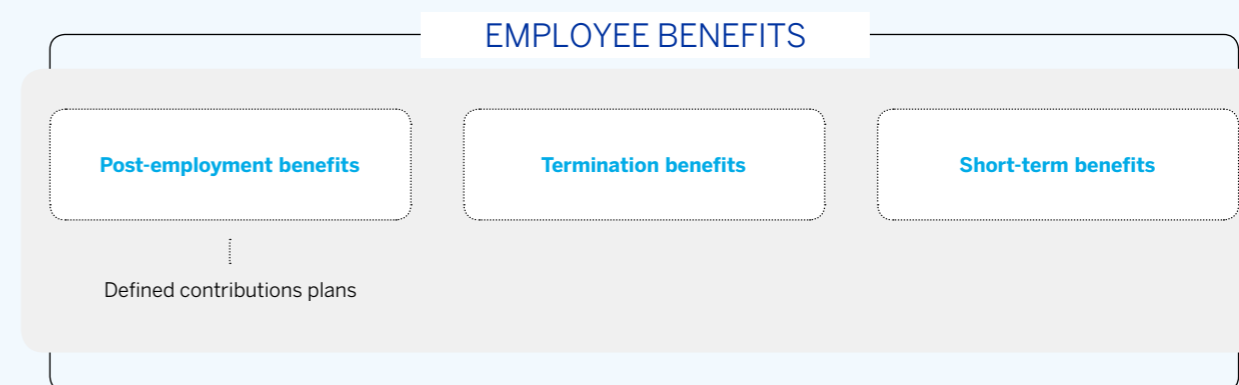 EMPLOYEE BENEFITS
Post-employment benefits
Termination benefits
Short-term benefits
Defined contributions plans